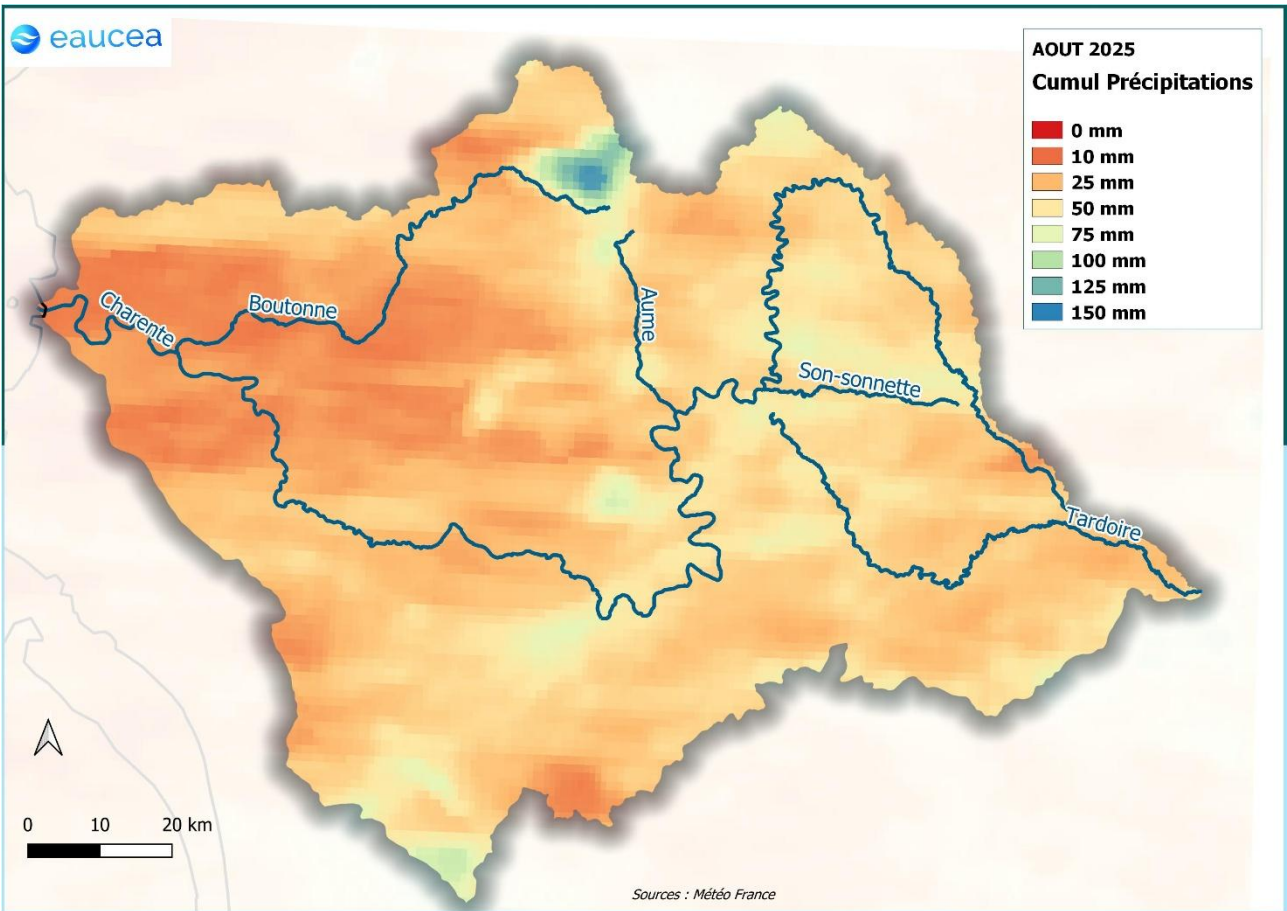 eaucea
AOUT 2025
Cumul Précipitations
0 mm
10 mm
25 mm
50 mm
75 mm
100 mm
125 mm
150 mm
Charente
Boutonne
Aume
Son-sonnette
Tardoire
0 10 20 km
Sources : Météo France